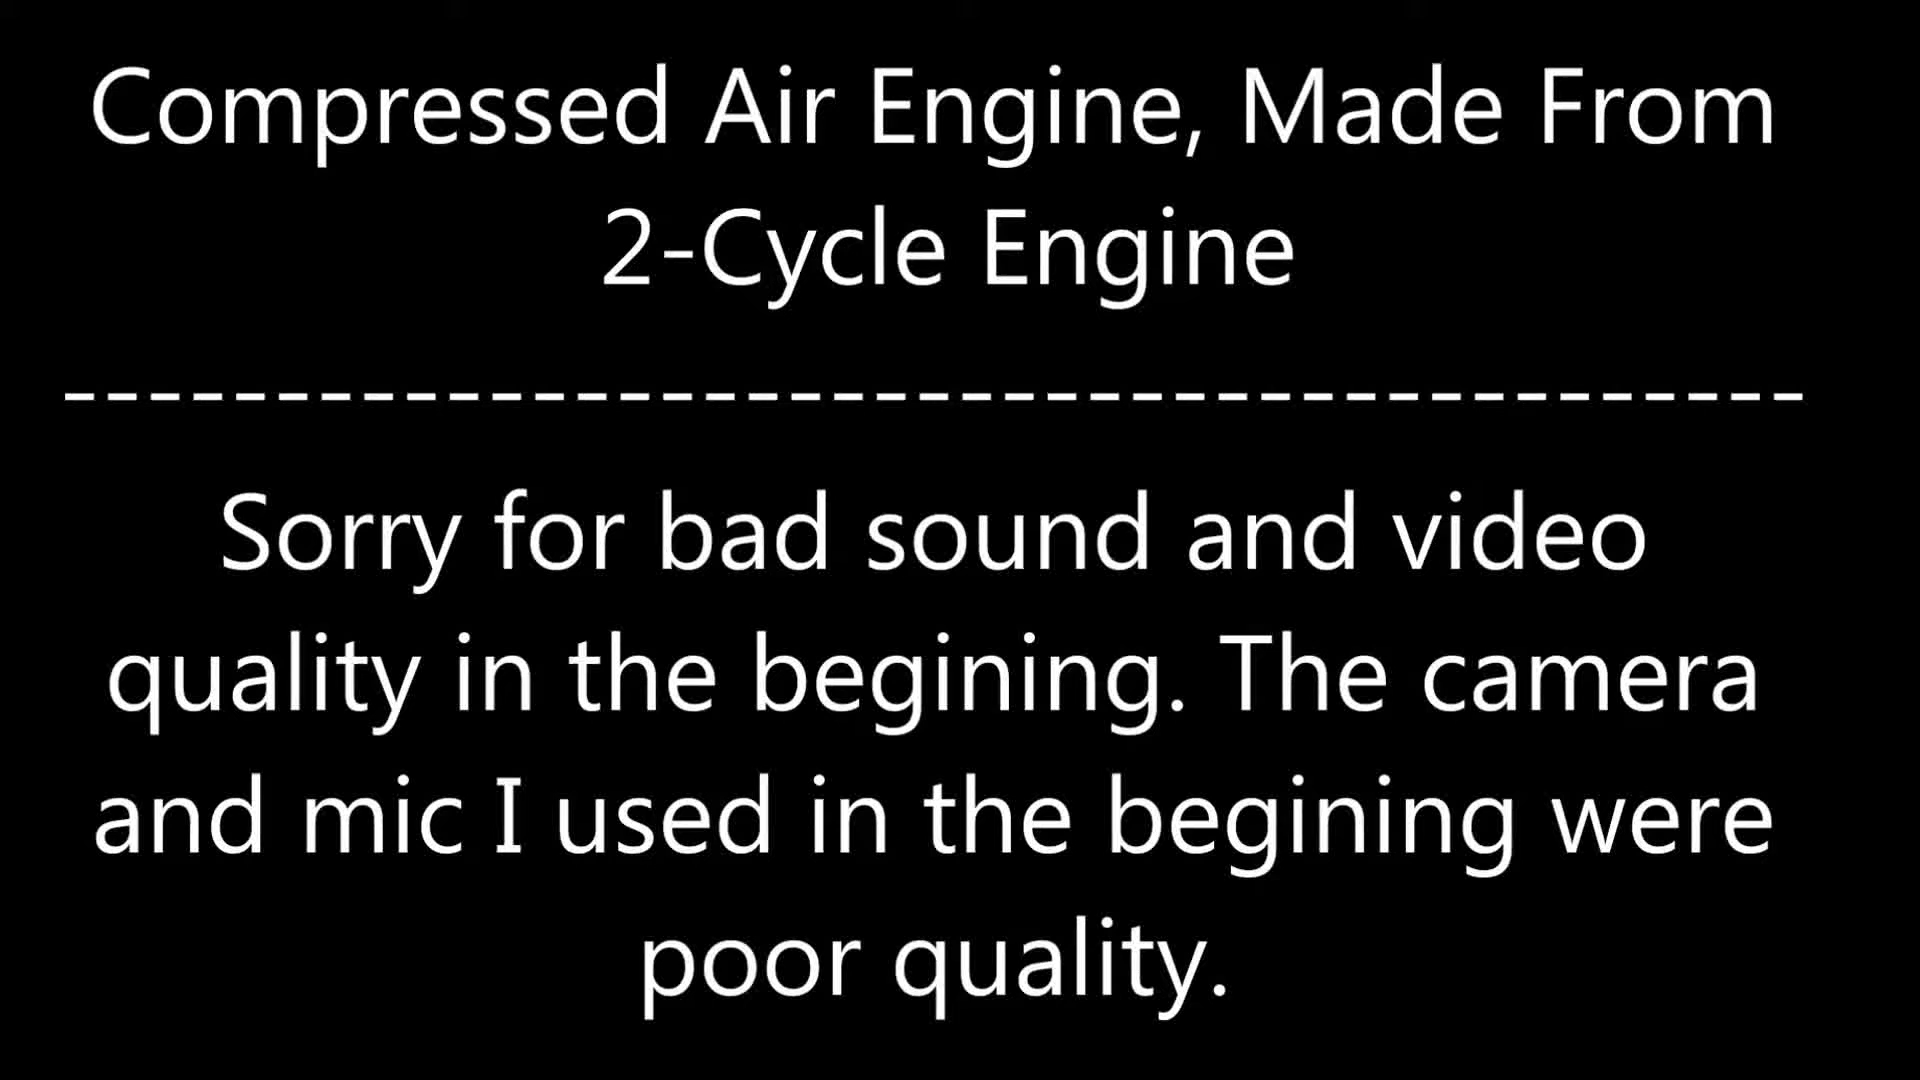 Compressed Air Engine, Made From
2-Cycle Engine
-----------------------------------------
Sorry for bad sound and video
quality in the begining. The camera
and mic I used in the begining were
poor quality.